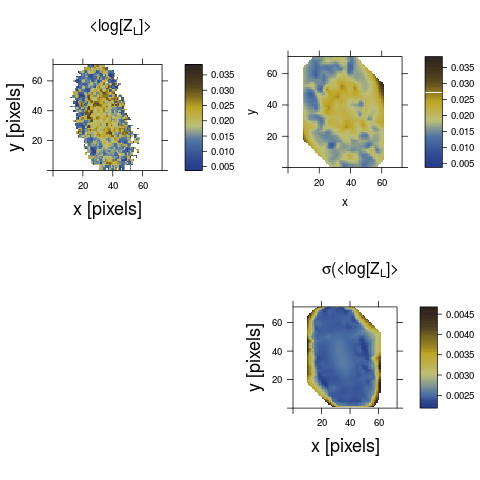 <log[Z_L]>
60
40
20
20 40 60
x [pixels]
y [pixels]
0.035
0.030
0.025
0.020
0.015
0.010
0.005
60
40
20
20 40 60
x
y
0.035
0.030
0.025
0.020
0.015
0.010
0.005
σ(<log[Z_L]>
60
40
20
20 40 60
x [pixels]
y [pixels]
0.0045
0.0040
0.0035
0.0030
0.0025